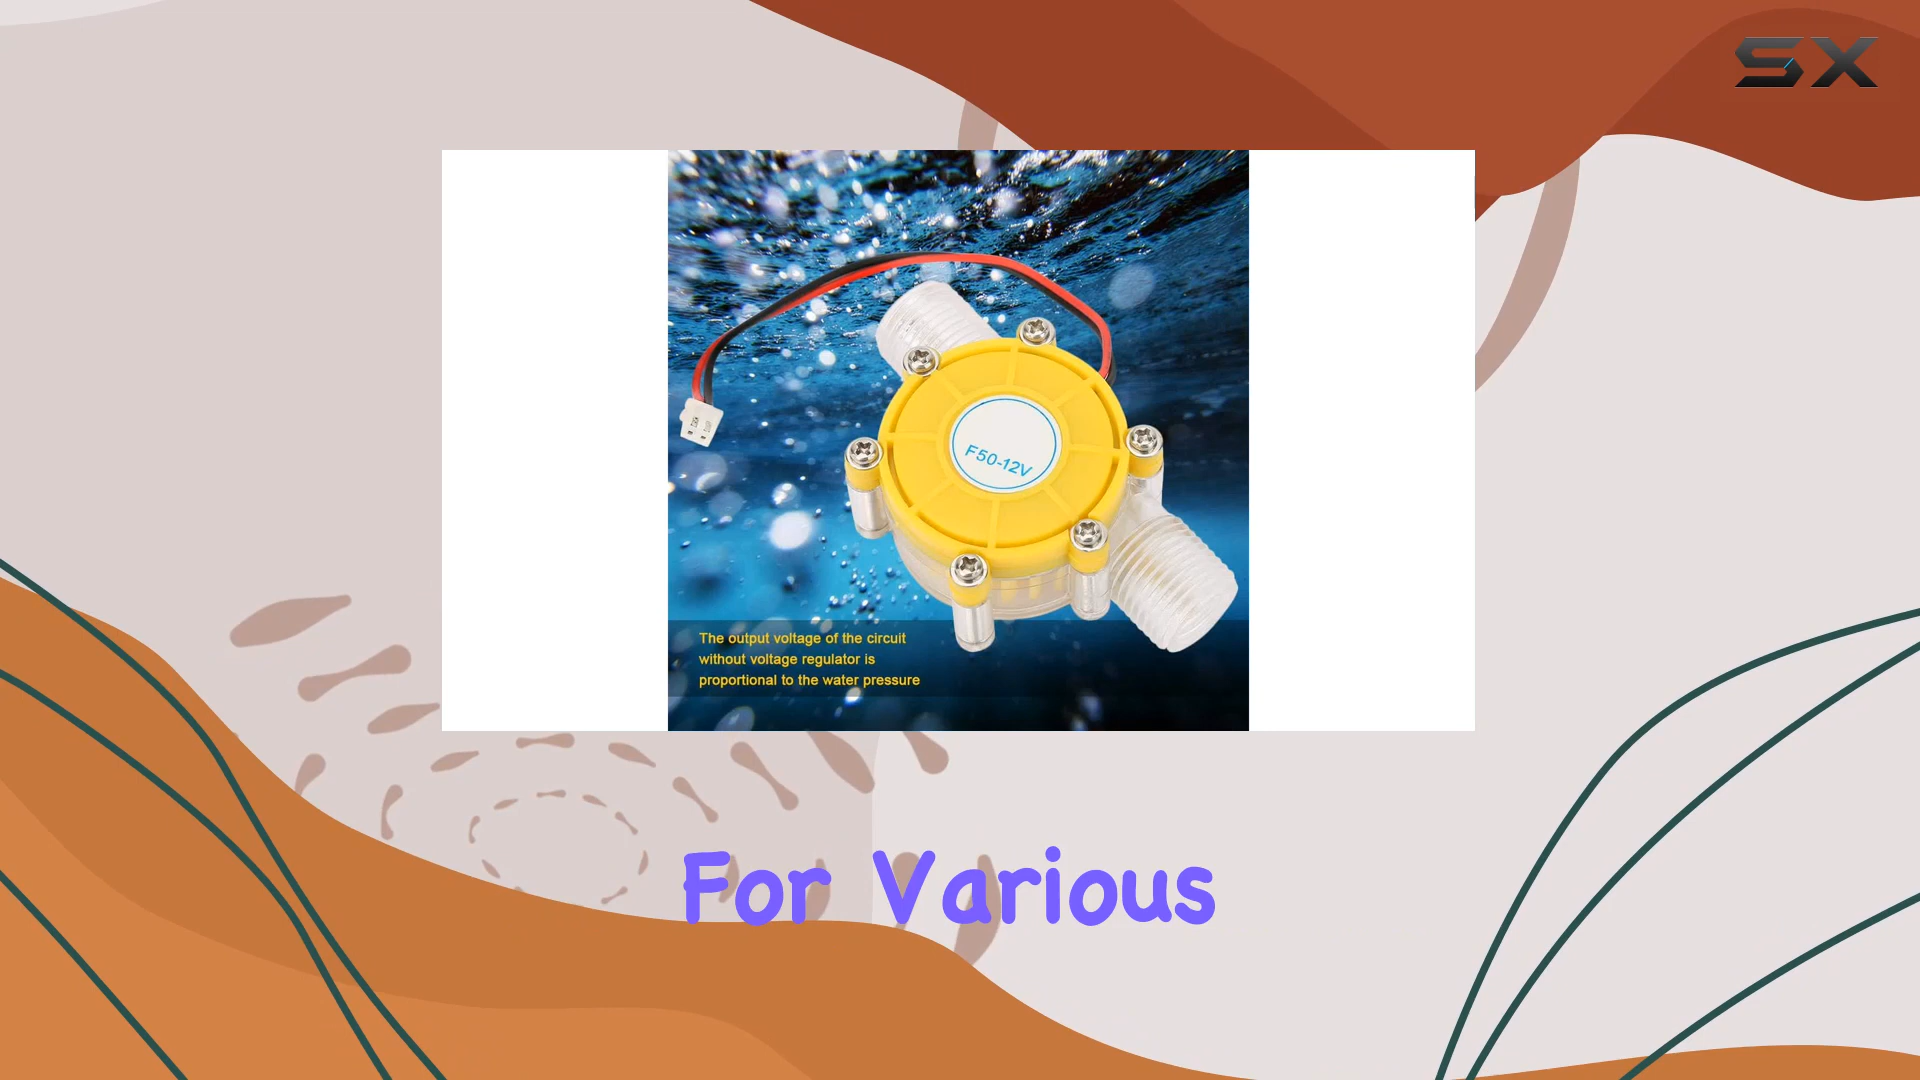 SX
F50-12V
The output voltage of the circuit
without voltage regulator is
proportional to the water pressure
For Various